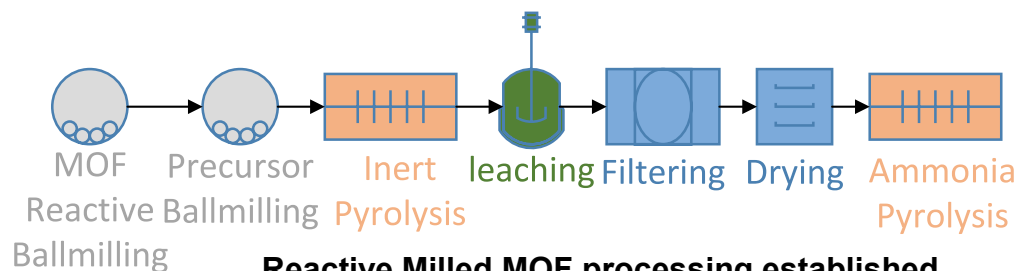 MOF
Reactive
Ballmilling
Precursor
Ballmilling
Inert
Pyrolysis
leaching
Filtering
Drying
Ammonia
Pyrolysis
Reactive Milled MOF processing established